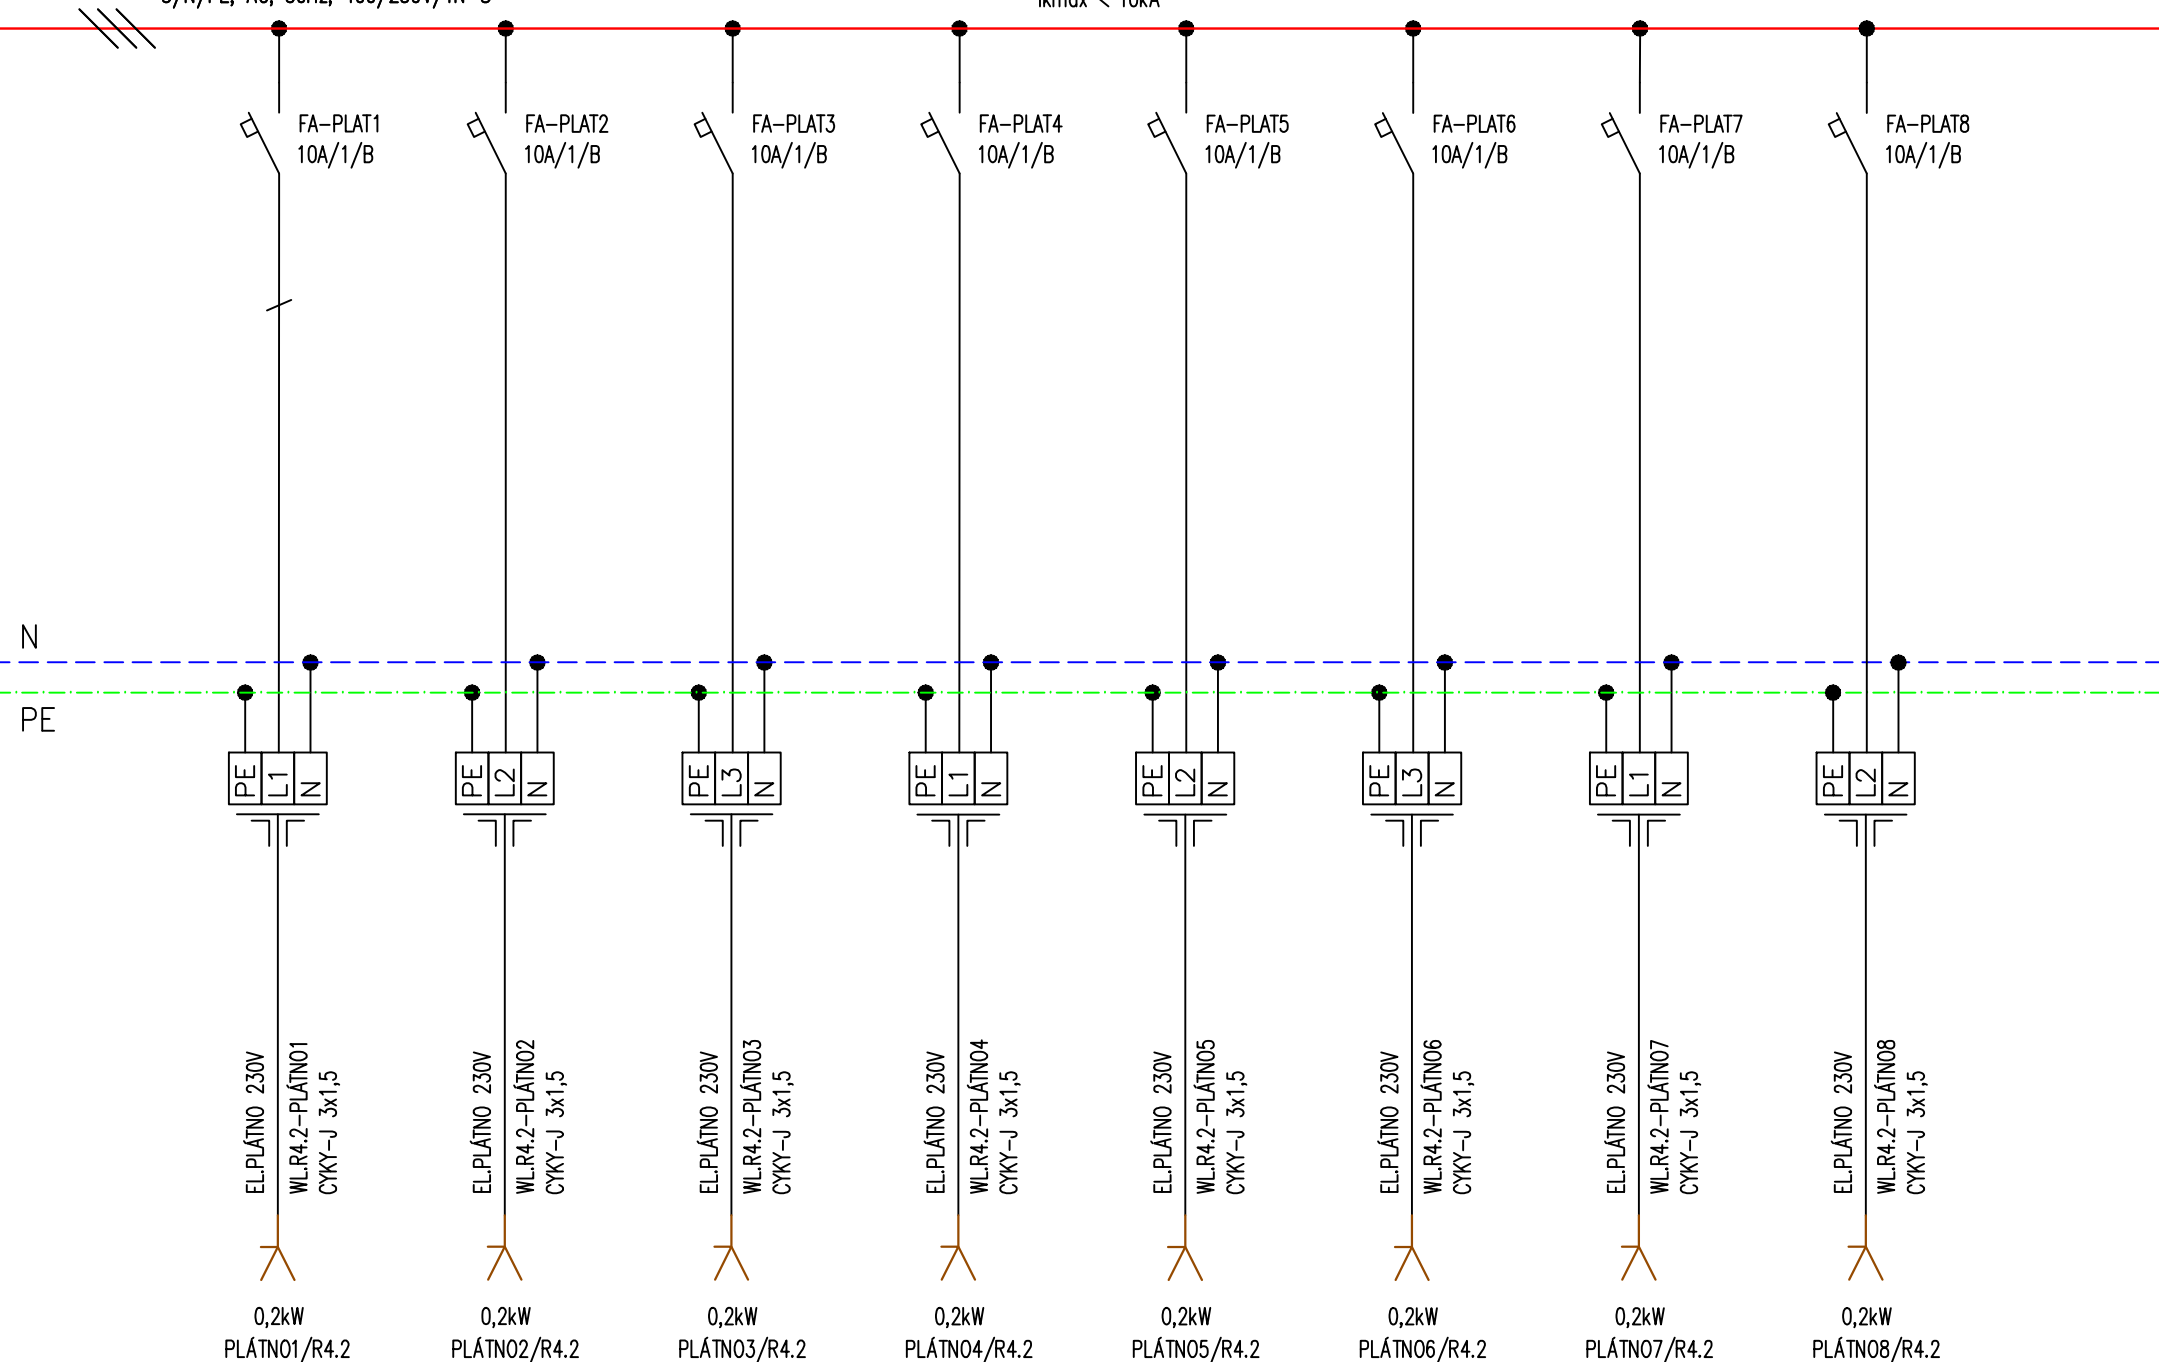 FA-PLAT1
10A/1/B
FA-PLAT2
10A/1/B
FA-PLAT3
10A/1/B
FA-PLAT4
10A/1/B
FA-PLAT5
10A/1/B
FA-PLAT6
10A/1/B
FA-PLAT7
10A/1/B
FA-PLAT8
10A/1/B
N
PE
PE L1 N
PE L2 N
PE L3 N
PE L1 N
PE L2 N
PE L3 N
PE L1 N
PE L2 N
EL.PLÁTNO 230V
WL.R4.2-PLÁTNO1
CYKY-J 3x1,5
EL.PLÁTNO 230V
WL.R4.2-PLÁTNO2
CYKY-J 3x1,5
EL.PLÁTNO 230V
WL.R4.2-PLÁTNO3
CYKY-J 3x1,5
EL.PLÁTNO 230V
WL.R4.2-PLÁTNO4
CYKY-J 3x1,5
EL.PLÁTNO 230V
WL.R4.2-PLÁTNO5
CYKY-J 3x1,5
EL.PLÁTNO 230V
WL.R4.2-PLÁTNO6
CYKY-J 3x1,5
EL.PLÁTNO 230V
WL.R4.2-PLÁTNO7
CYKY-J 3x1,5
EL.PLÁTNO 230V
WL.R4.2-PLÁTNO8
CYKY-J 3x1,5
0,2kW
PLÁTNO1/R4.2
0,2kW
PLÁTNO2/R4.2
0,2kW
PLÁTNO3/R4.2
0,2kW
PLÁTNO4/R4.2
0,2kW
PLÁTNO5/R4.2
0,2kW
PLÁTNO6/R4.2
0,2kW
PLÁTNO7/R4.2
0,2kW
PLÁTNO8/R4.2